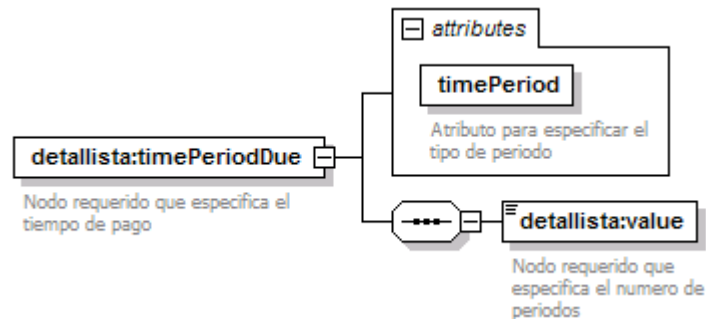 attributes
timePeriod
Atributo para especificar el
tipo de periodo
detallista:timePeriodDue
Nodo requerido que especifica el
tiempo de pago
detallista:value
Nodo requerido que
especifica el numero de
periodos